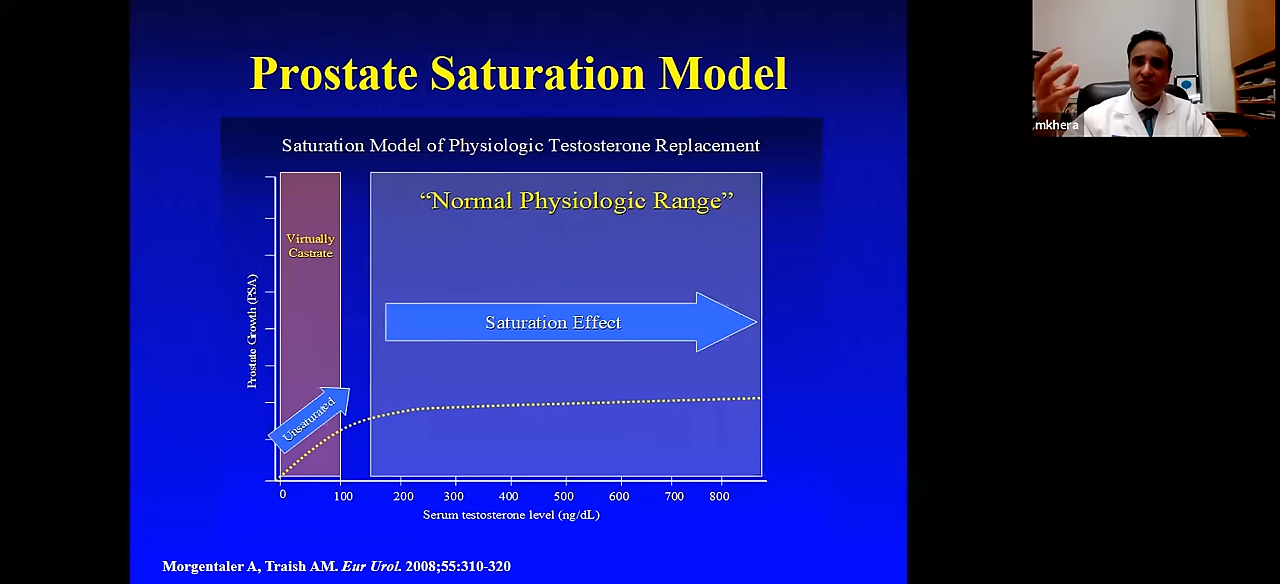 Prostate Saturation Model
mkhera
Saturation Model of Physiologic Testosterone Replacement
“Normal Physiologic Range”
Virtually
Castrate
Saturation Effect
Prostate Growth (PSA)
Unsaturated
0 100 200 300 400 500 600 700 800
Serum testosterone level (ng/dL)
Morgentaler A, Traish AM. Eur Urol. 2008;55:310-320